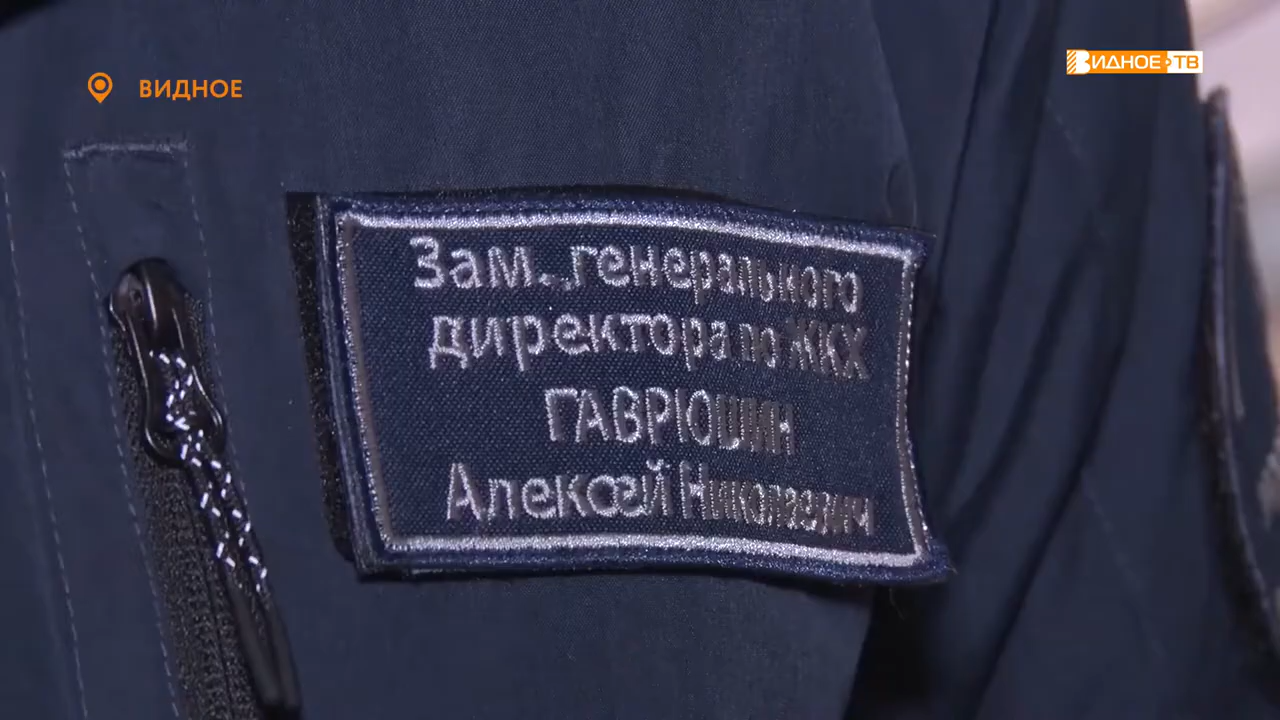 ВИДНОЕ
ВИДНОЕ ТВ
Зам. генерального
директора по ЖКХ
ГАВРЮШИН
Алексей Николаевич